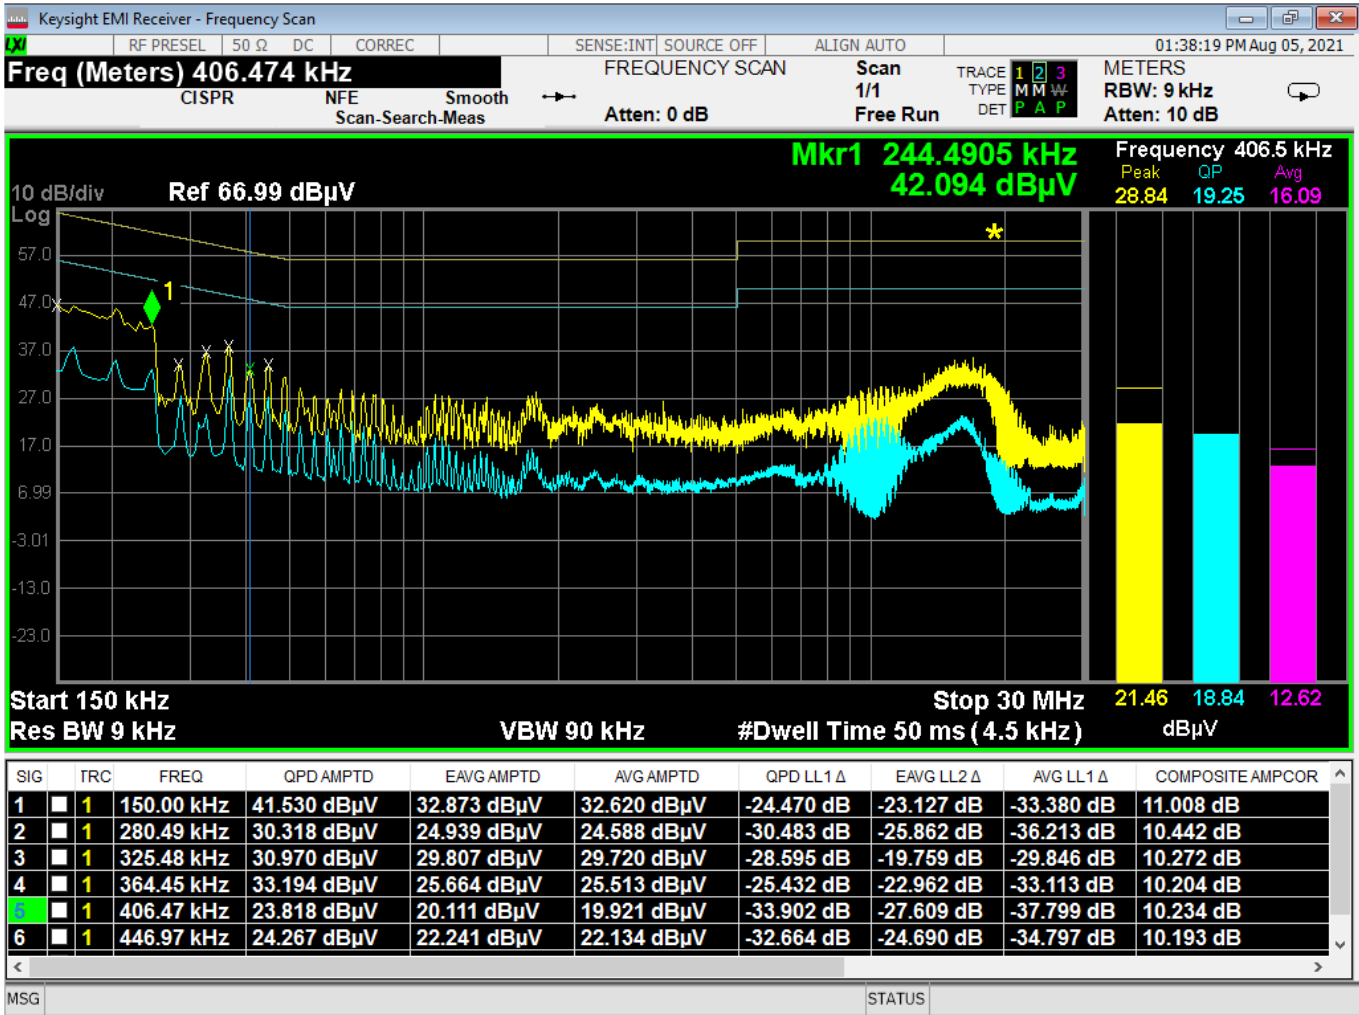 Keysight EMI Receiver - Frequency Scan
LXI RF PRESEL 50 Ω DC CORREC SENSE:INT SOURCE OFF ALIGN AUTO 01:38:19 PM Aug 05, 2021
Freq (Meters) 406.474 kHz
CISPR NFE Smooth
Scan-Search-Meas
FREQUENCY SCAN
Atten: 0 dB
Scan
1/1
Free Run
TRACE 1 2 3
TYPE M M W
DET P A P
METERS
RBW: 9 kHz
Atten: 10 dB
Mkr1 244.4905 kHz
42.094 dBµV
10 dB/div Ref 66.99 dBµV
Log
57.0
47.0
37.0
27.0
17.0
6.99
-3.01
-13.0
-23.0
1
*
Start 150 kHz Stop 30 MHz
Res BW 9 kHz VBW 90 kHz #Dwell Time 50 ms (4.5 kHz)
Frequency 406.5 kHz
Peak QP Avg
28.84 19.25 16.09
21.46 18.84 12.62
dBµV
SIG TRC FREQ QPD AMPTD EAVG AMPTD AVG AMPTD QPD LL1 Δ EAVG LL2 Δ AVG LL1 Δ COMPOSITE AMPCOR
1 1 150.00 kHz 41.530 dBµV 32.873 dBµV 32.620 dBµV -24.470 dB -23.127 dB -33.380 dB 11.008 dB
2 1 280.49 kHz 30.318 dBµV 24.939 dBµV 24.588 dBµV -30.483 dB -25.862 dB -36.213 dB 10.442 dB
3 1 325.48 kHz 30.970 dBµV 29.807 dBµV 29.720 dBµV -28.595 dB -19.759 dB -29.846 dB 10.272 dB
4 1 364.45 kHz 33.194 dBµV 25.664 dBµV 25.513 dBµV -25.432 dB -22.962 dB -33.113 dB 10.204 dB
5 1 406.47 kHz 23.818 dBµV 20.111 dBµV 19.921 dBµV -33.902 dB -27.609 dB -37.799 dB 10.234 dB
6 1 446.97 kHz 24.267 dBµV 22.241 dBµV 22.134 dBµV -32.664 dB -24.690 dB -34.797 dB 10.193 dB
MSG STATUS